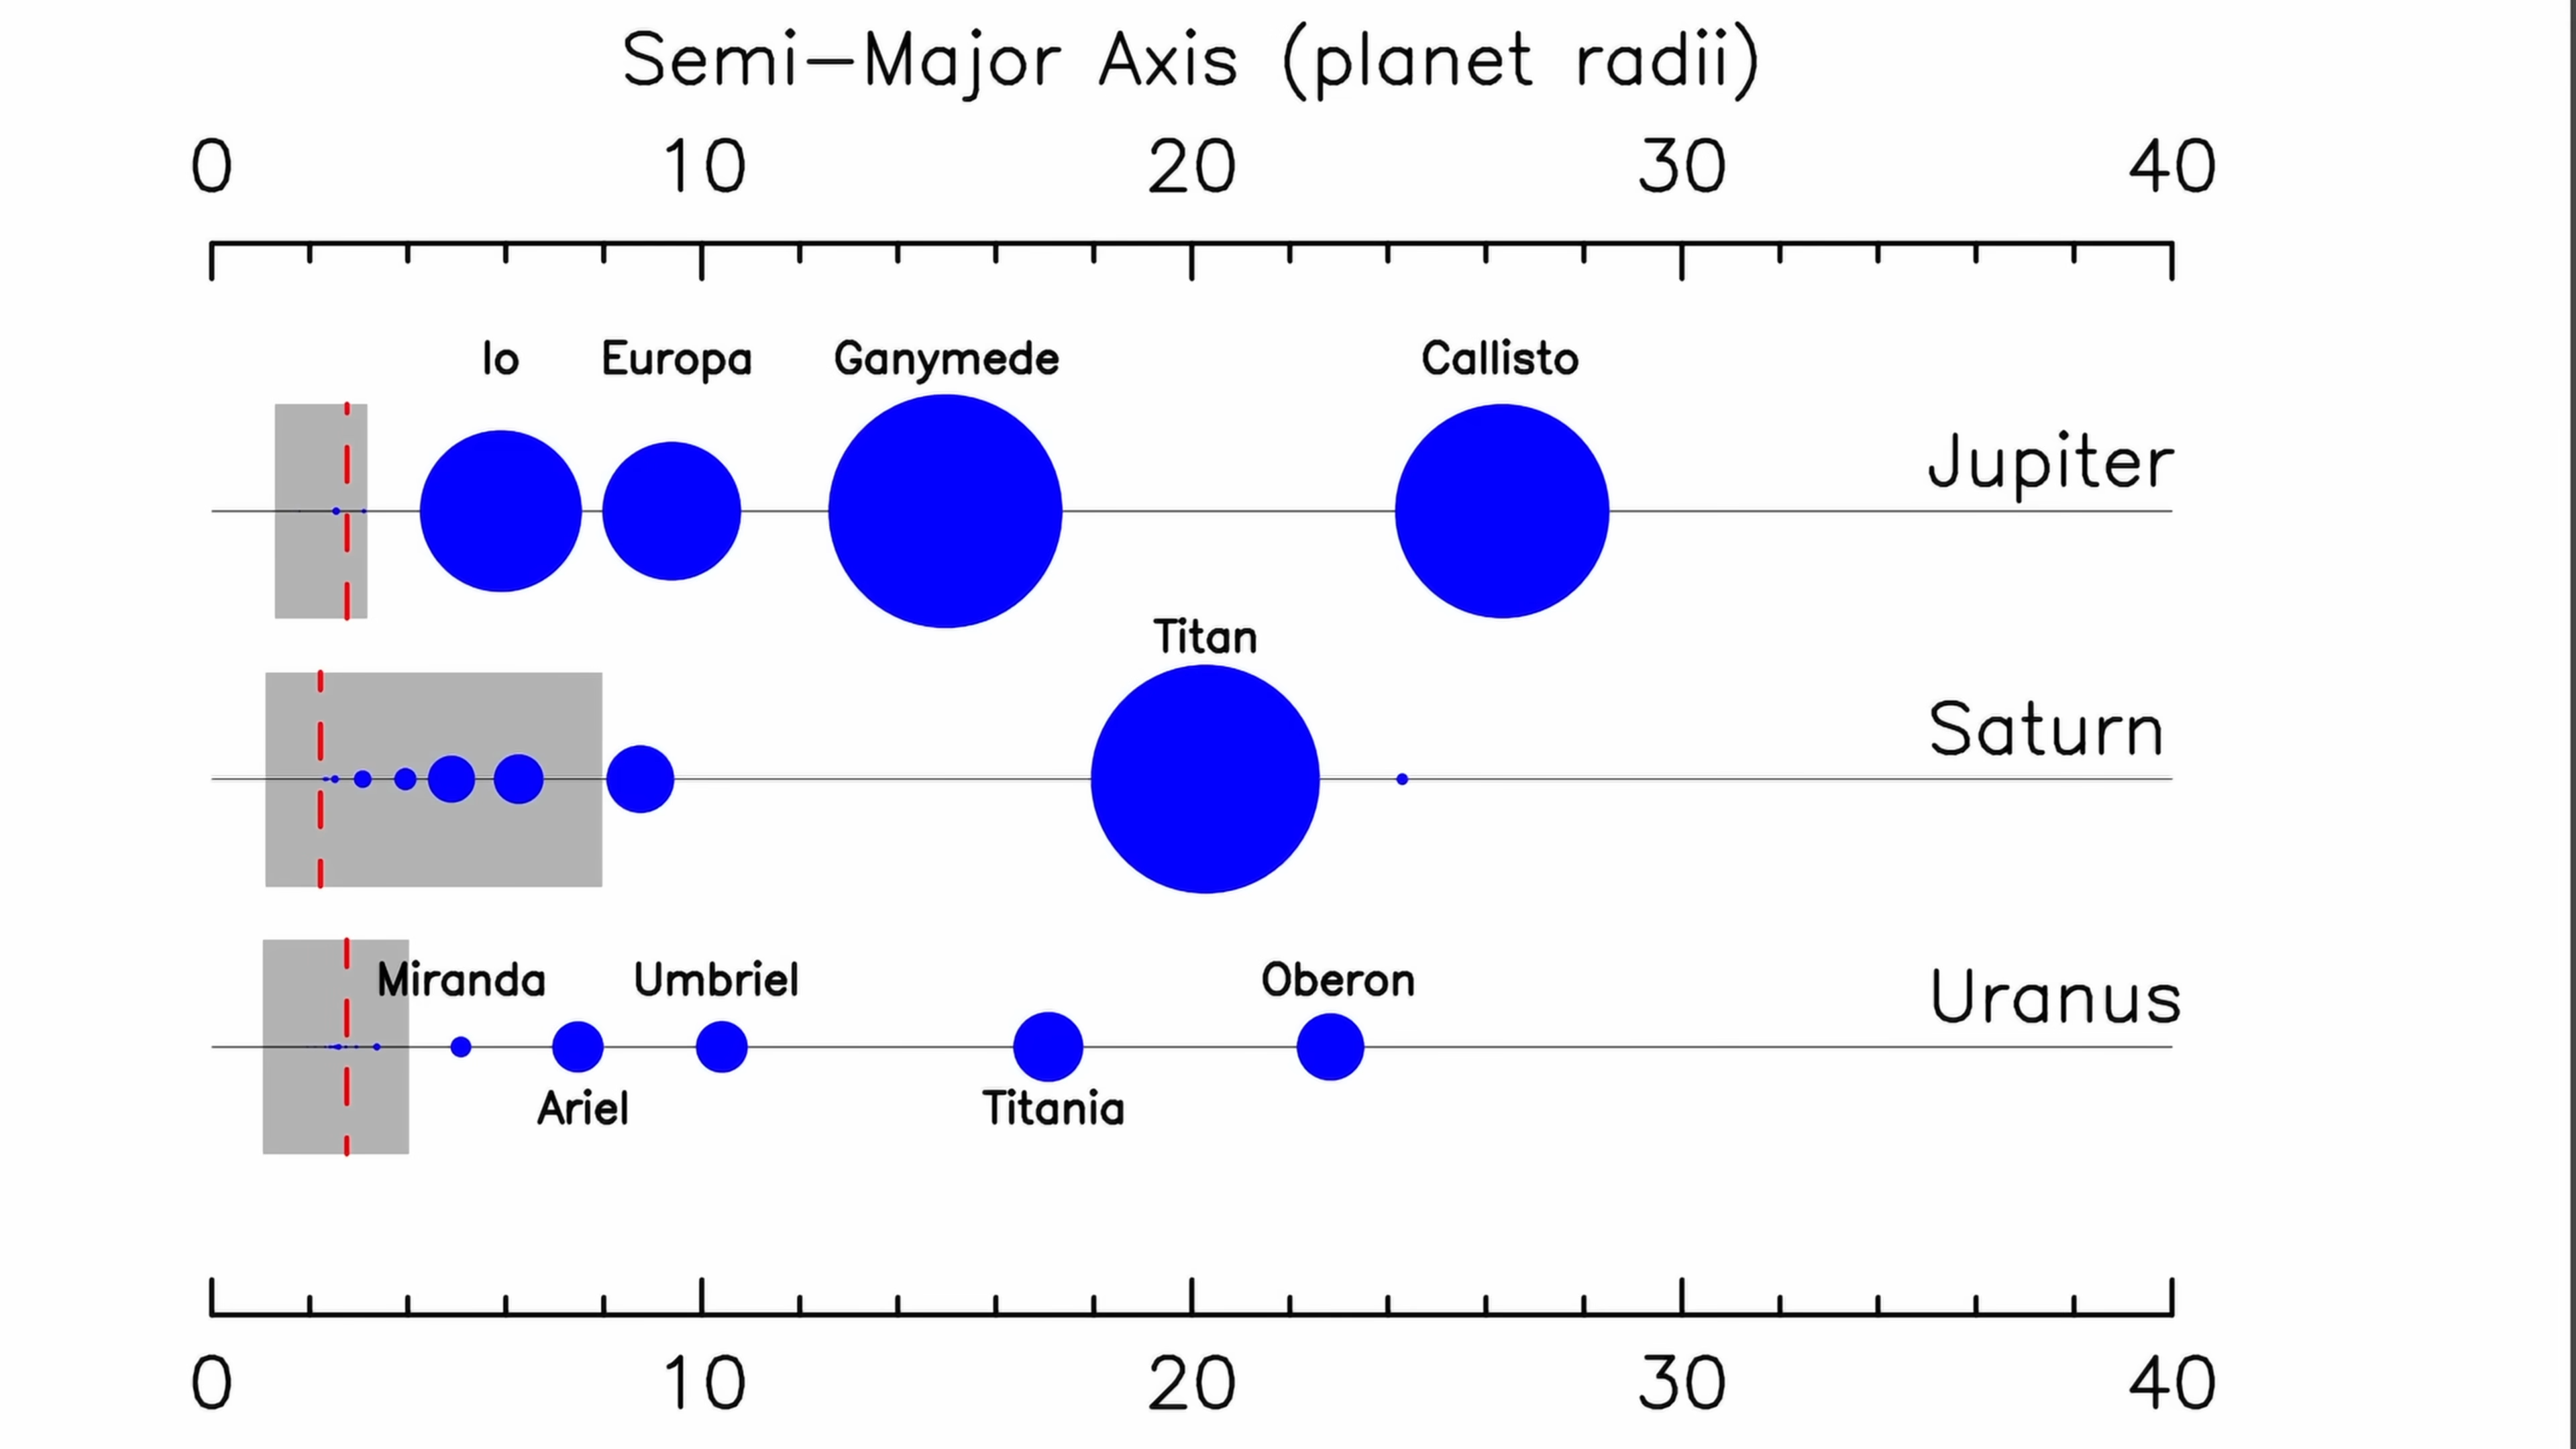 Semi-Major Axis (planet radii)
0 10 20 30 40
Io Europa Ganymede Callisto
Jupiter
Titan
Saturn
Miranda Umbriel Oberon
Uranus
Ariel Titania
0 10 20 30 40